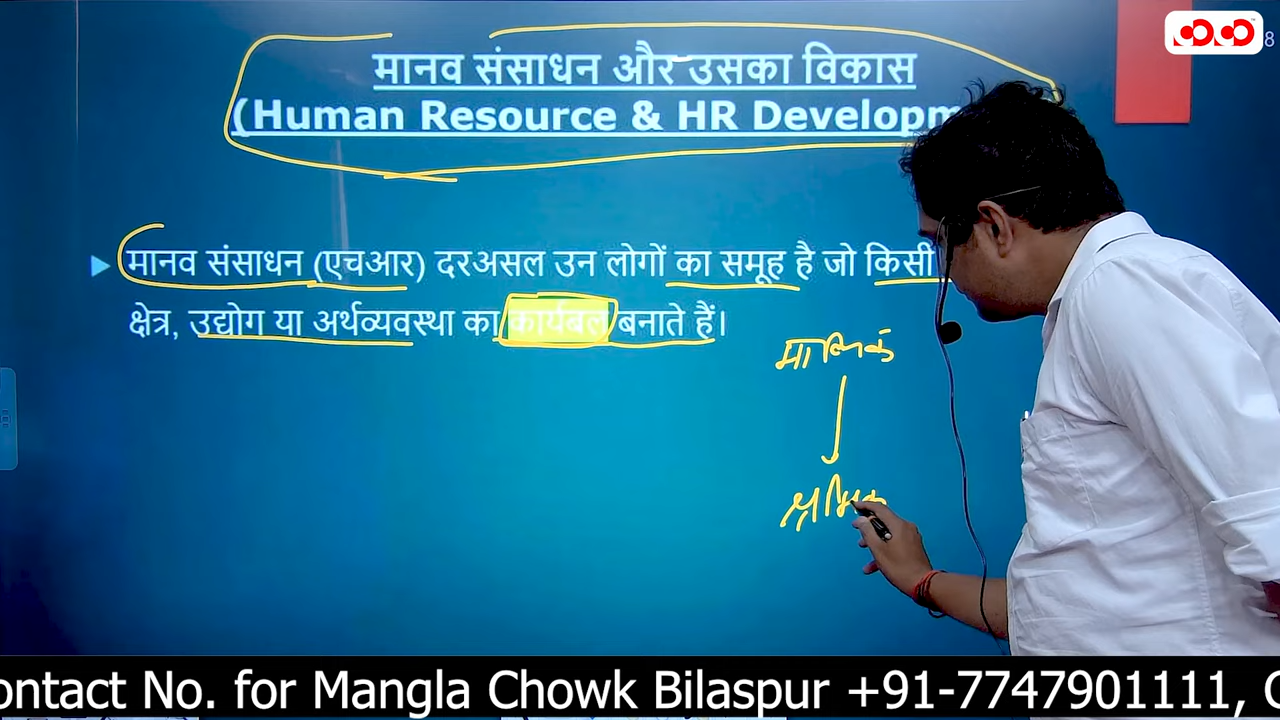 मानव संसाधन और उसका विकास
(Human Resource & HR Developm
8
मानव संसाधन (एचआर) दरअसल उन लोगों का समूह है जो किसी
क्षेत्र, उद्योग या अर्थव्यवस्था का कार्यबल बनाते हैं।
मालिक
श्रमिक
ontact No. for Mangla Chowk Bilaspur +91-7747901111, C